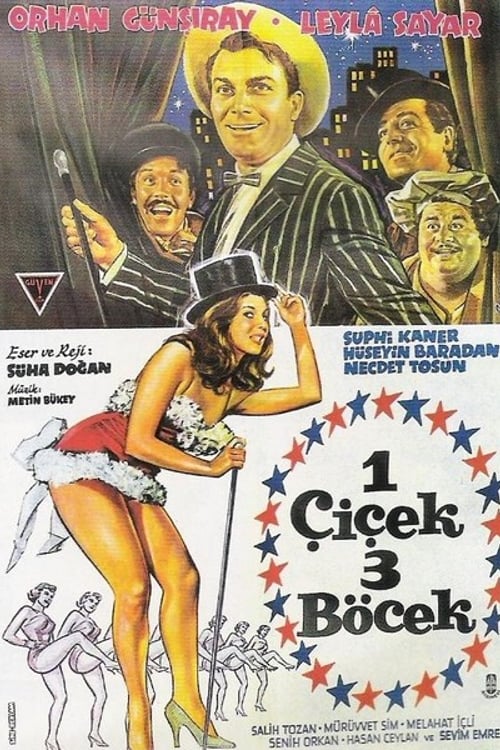 ORHAN GÜNŞIRAY · LEYLÂ SAYAR
GÜVEN
Eser ve Reji:
SÜHA DOĞAN
Müzik:
METİN BÜKEY
SUPHİ KANER
HÜSEYİN BARADAN
NECDET TOSUN
1
Çiçek
3
Böcek
SALİH TOZAN · MÜRÜVVET SİM · MELAHAT İÇLİ
SENİH ORKAN · HASAN CEYLAN VE SEVİM EMRE